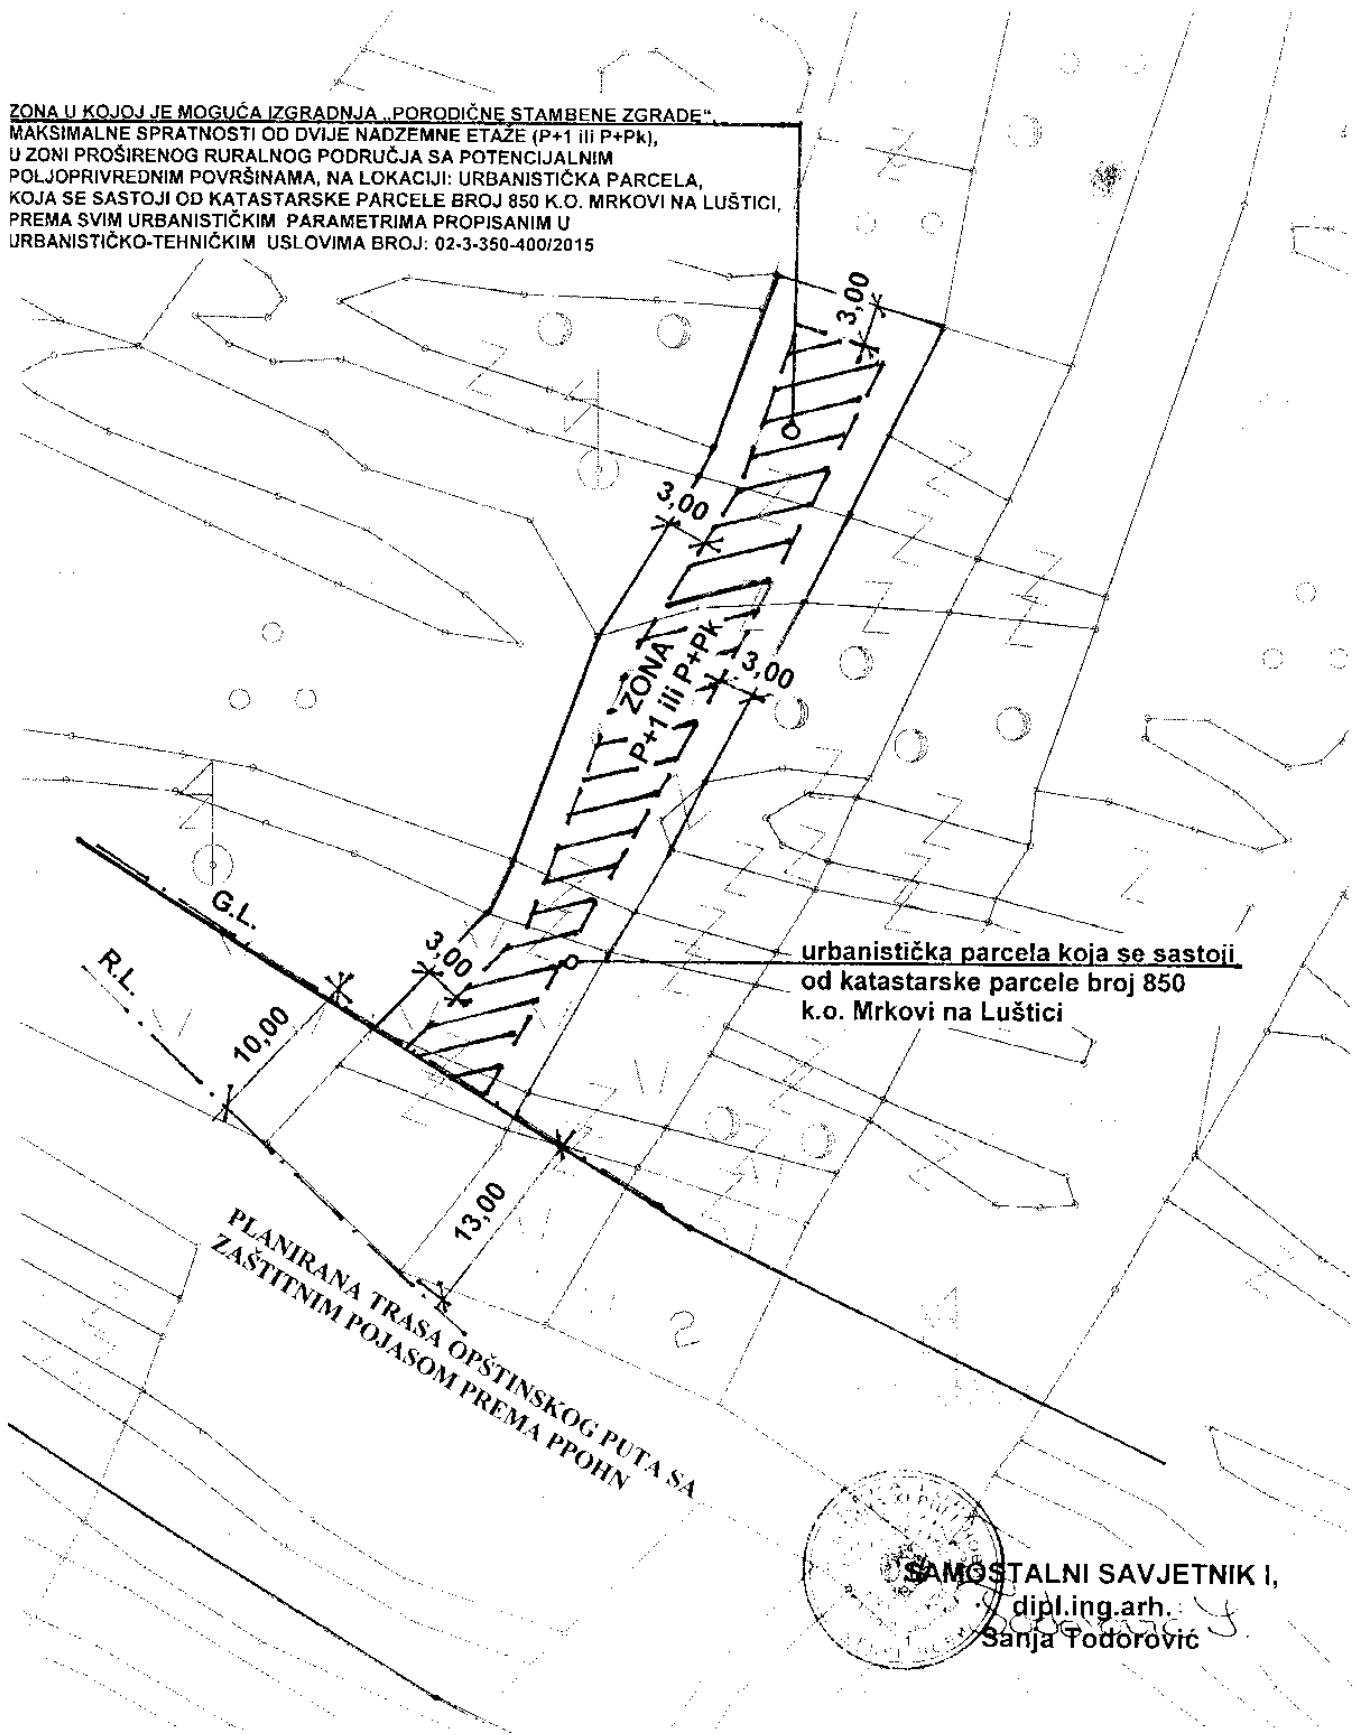 ZONA U KOJOJ JE MOGUĆA IZGRADNJA „PORODIČNE STAMBENE ZGRADE“,
MAKSIMALNE SPRATNOSTI OD DVIJE NADZEMNE ETAŽE (P+1 ili P+Pk),
U ZONI PROŠIRENOG RURALNOG PODRUČJA SA POTENCIJALNIM
POLJOPRIVREDNIM POVRŠINAMA, NA LOKACIJI: URBANISTIČKA PARCELA,
KOJA SE SASTOJI OD KATASTARSKE PARCELE BROJ 850 K.O. MRKOVI NA LUŠTICI,
PREMA SVIM URBANISTIČKIM PARAMETRIMA PROPISANIM U
URBANISTIČKO-TEHNIČKIM USLOVIMA BROJ: 02-3-350-400/2015
3,00
3,00
ZONA
P+1 ili P+Pk
3,00
G.L.
3,00
R.L.
10,00
urbanistička parcela koja se sastoji
od katastarske parcele broj 850
k.o. Mrkovi na Luštici
13,00
PLANIRANA TRASA OPŠTINSKOG PUTA SA
ZAŠTITNIM POJASOM PREMA PPOHN
2
SAMOSTALNI SAVJETNIK I,
dipl.ing.arh.
Sanja Todorović